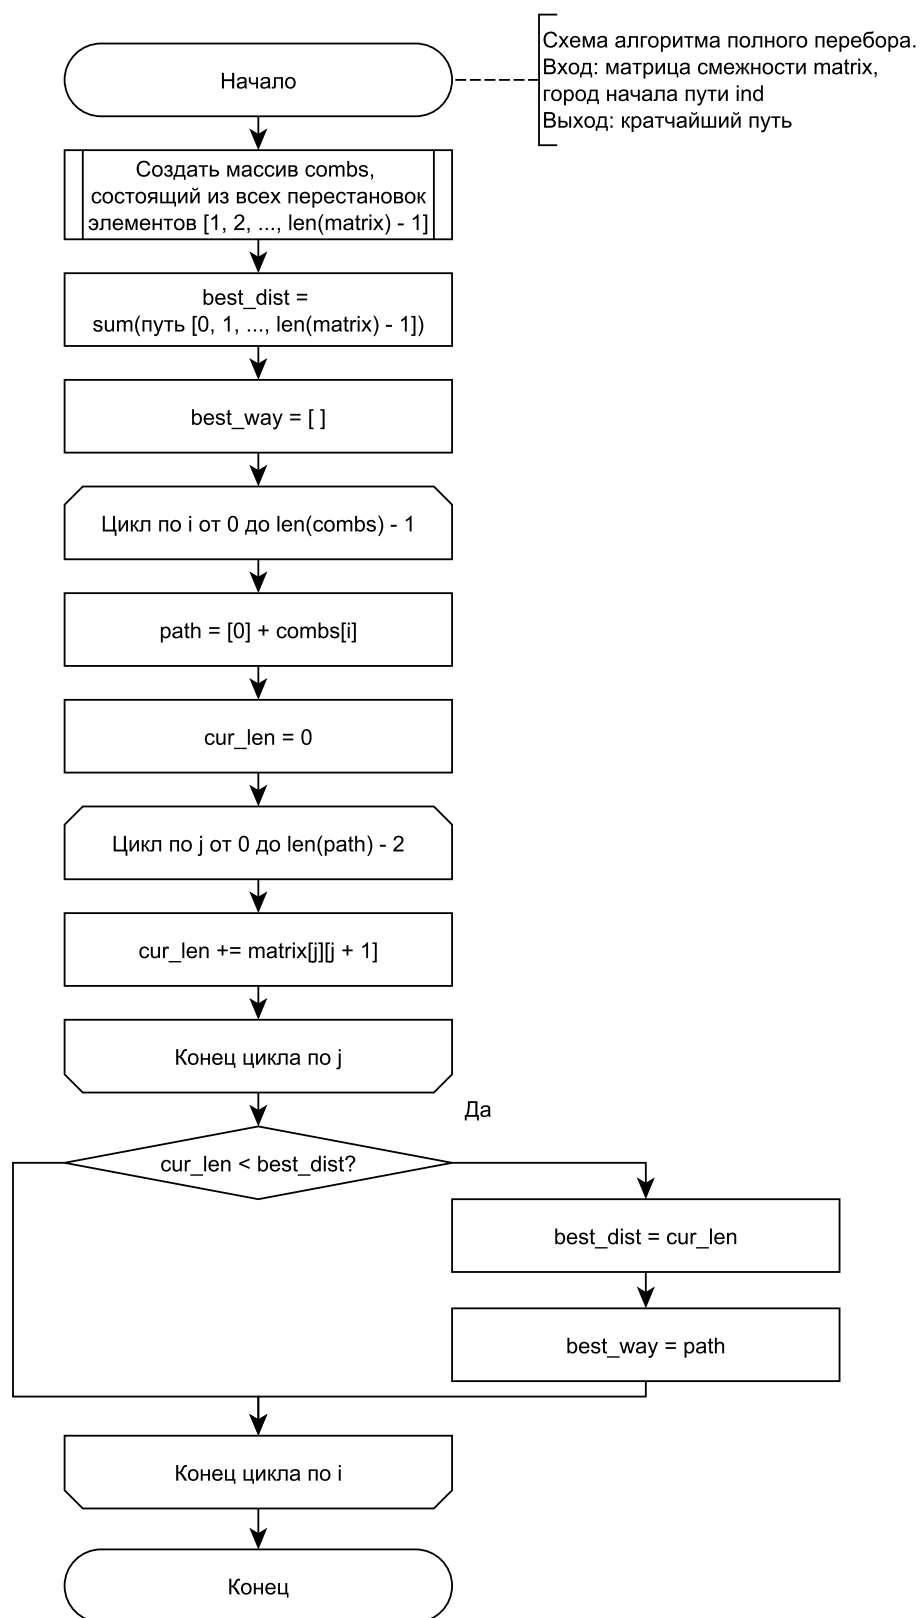 Начало
Схема алгоритма полного перебора.
Вход: матрица смежности matrix,
город начала пути ind
Выход: кратчайший путь
Создать массив combs,
состоящий из всех перестановок
элементов [1, 2, ..., len(matrix) - 1]
best_dist =
sum(путь [0, 1, ..., len(matrix) - 1])
best_way = [ ]
Цикл по i от 0 до len(combs) - 1
path = [0] + combs[i]
cur_len = 0
Цикл по j от 0 до len(path) - 2
cur_len += matrix[j][j + 1]
Конец цикла по j
Да
cur_len < best_dist?
best_dist = cur_len
best_way = path
Конец цикла по i
Конец